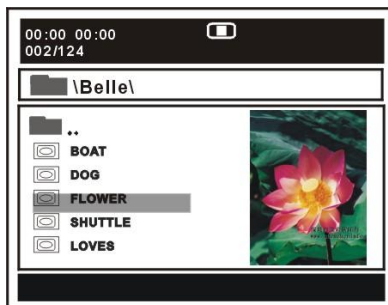 00:00 00:00
002/124
\Belle\
..
BOAT
DOG
FLOWER
SHUTTLE
LOVES